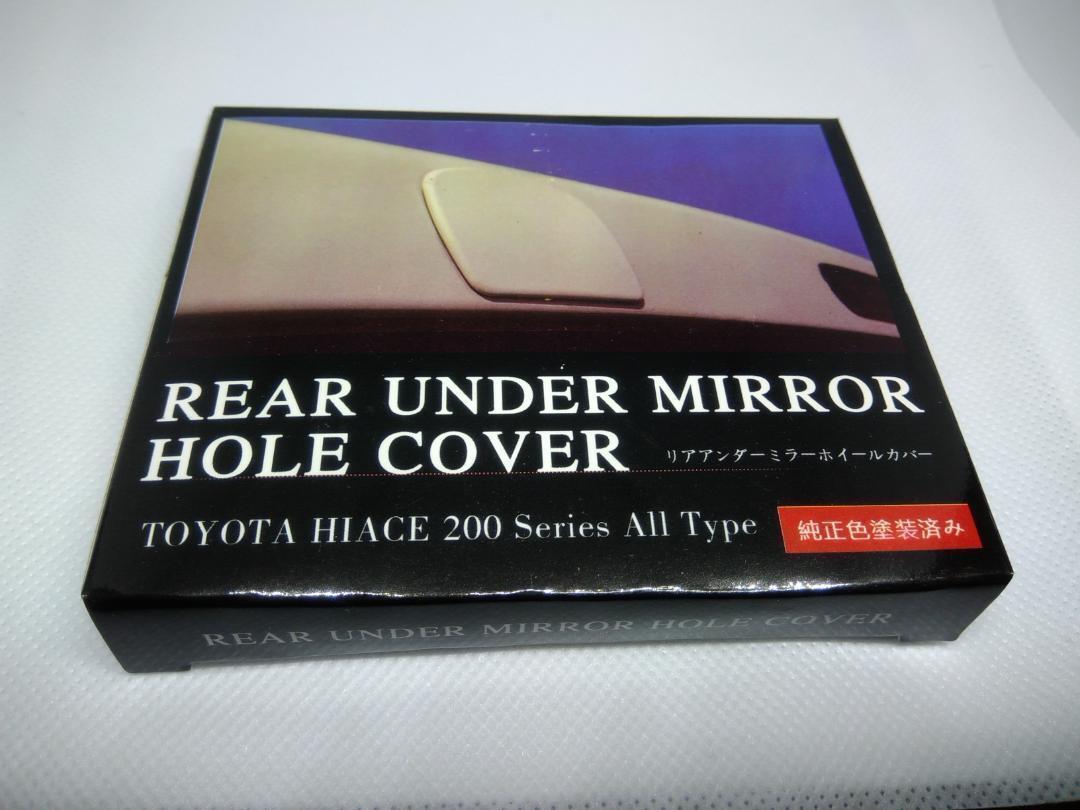 REAR UNDER MIRROR
HOLE COVER
リアアンダーミラーホイールカバー
TOYOTA HIACE 200 Series All Type
純正色塗装済み
REAR UNDER MIRROR HOLE COVER